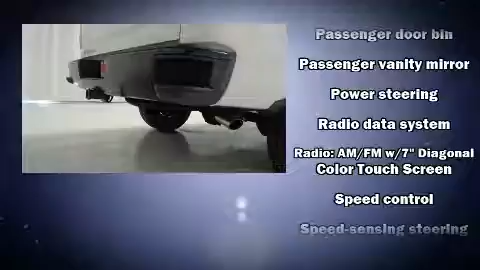 Passenger door bin
Passenger vanity mirror
Power steering
Radio data system
Radio: AM/FM w/7" Diagonal
Color Touch Screen
Speed control
Speed-sensing steering